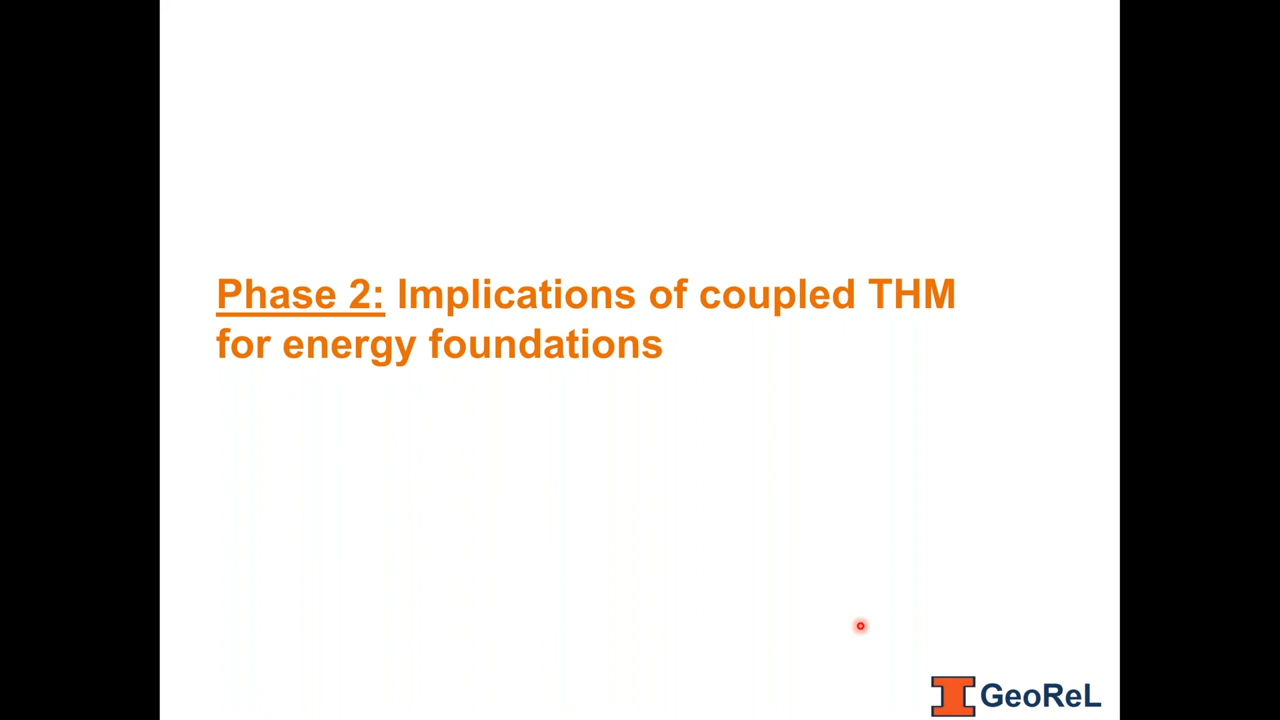 Phase 2: Implications of coupled THM
for energy foundations
GeoReL